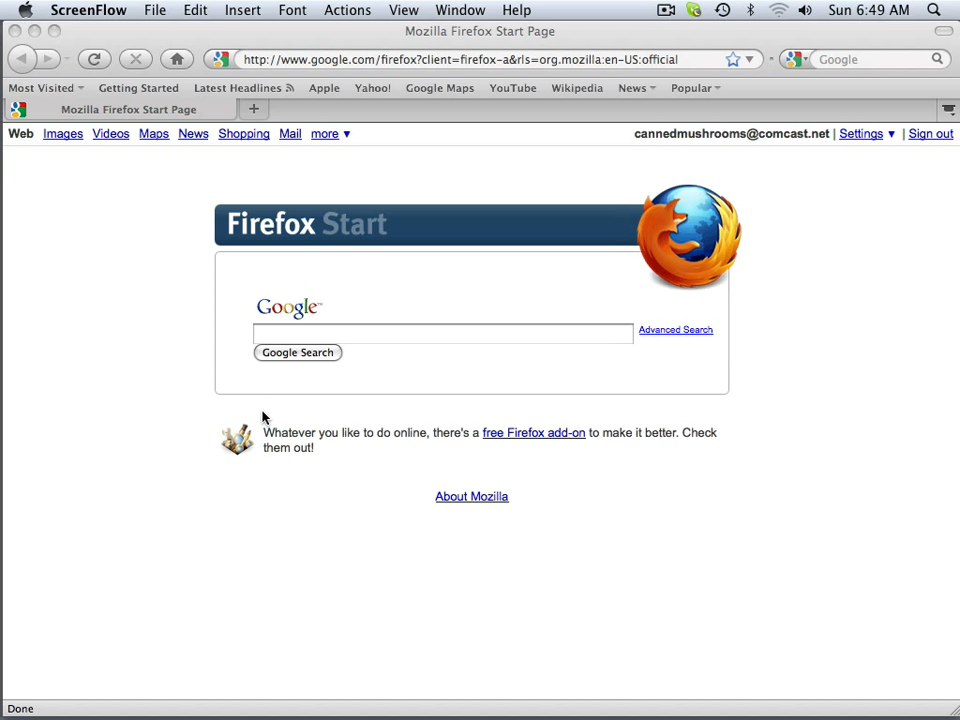 ScreenFlow File Edit Insert Font Actions View Window Help Sun 6:49 AM
Mozilla Firefox Start Page
http://www.google.com/firefox?client=firefox-a&rls=org.mozilla:en-US:official Google
Most Visited Getting Started Latest Headlines Apple Yahoo! Google Maps YouTube Wikipedia News Popular
Mozilla Firefox Start Page
Web Images Videos Maps News Shopping Mail more ▼ cannedmushrooms@comcast.net | Settings ▼ | Sign out
Firefox Start
Google™
Advanced Search
Google Search
Whatever you like to do online, there's a free Firefox add-on to make it better. Check
them out!
About Mozilla
Done